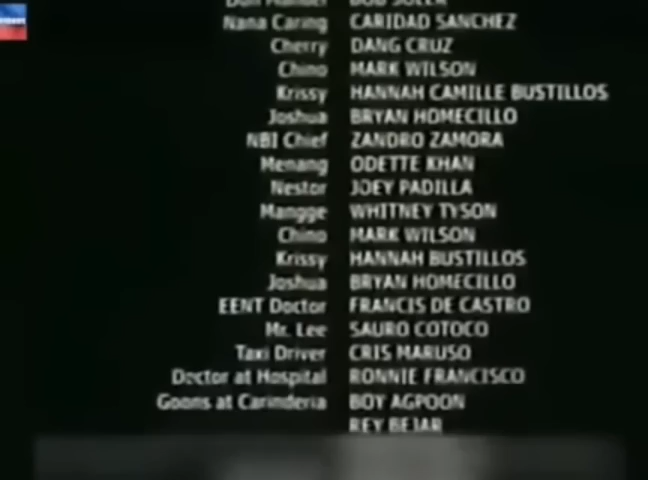 BOB SOLER
Nana Caring CARIDAD SANCHEZ
Cherry DANG CRUZ
Chino MARK WILSON
Krissy HANNAH CAMILLE BUSTILLOS
Joshua BRYAN HOMECILLO
NBI Chief ZANDRO ZAMORA
Menang ODETTE KHAN
Nestor JOEY PADILLA
Mangge WHITNEY TYSON
Chino MARK WILSON
Krissy HANNAH BUSTILLOS
Joshua BRYAN HOMECILLO
EENT Doctor FRANCIS DE CASTRO
Mr. Lee SAURO COTOCO
Taxi Driver CRIS MARUSO
Doctor at Hospital RONNIE FRANCISCO
Goons at Carinderia BOY AGPOON
REY BEJAR